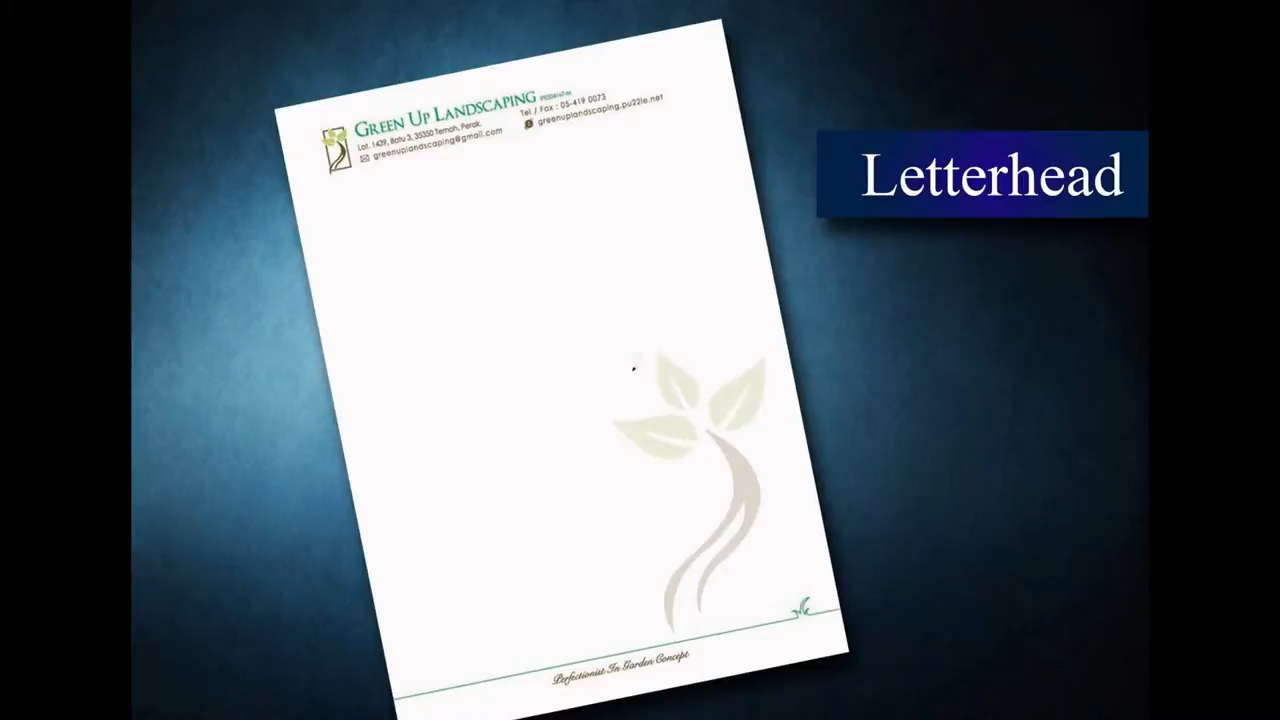 GREEN UP LANDSCAPING
Lot. 1439, Batu 3, 35350 Temoh, Perak.
Tel / Fax : 05-419 0073
greenuplandscaping@gmail.com
greenuplandscaping.pu22le.net
Letterhead
Perfectionist In Garden Concept